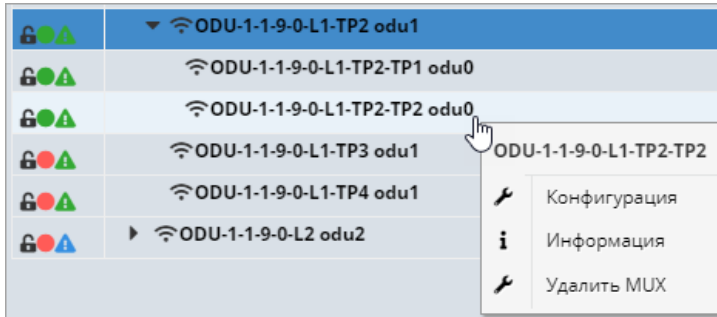 ODU-1-1-9-0-L1-TP2 odu1
ODU-1-1-9-0-L1-TP2-TP1 odu0
ODU-1-1-9-0-L1-TP2-TP2 odu0
ODU-1-1-9-0-L1-TP3 odu1
ODU-1-1-9-0-L1-TP4 odu1
ODU-1-1-9-0-L2 odu2
ODU-1-1-9-0-L1-TP2-TP2
Конфигурация
Информация
Удалить MUX